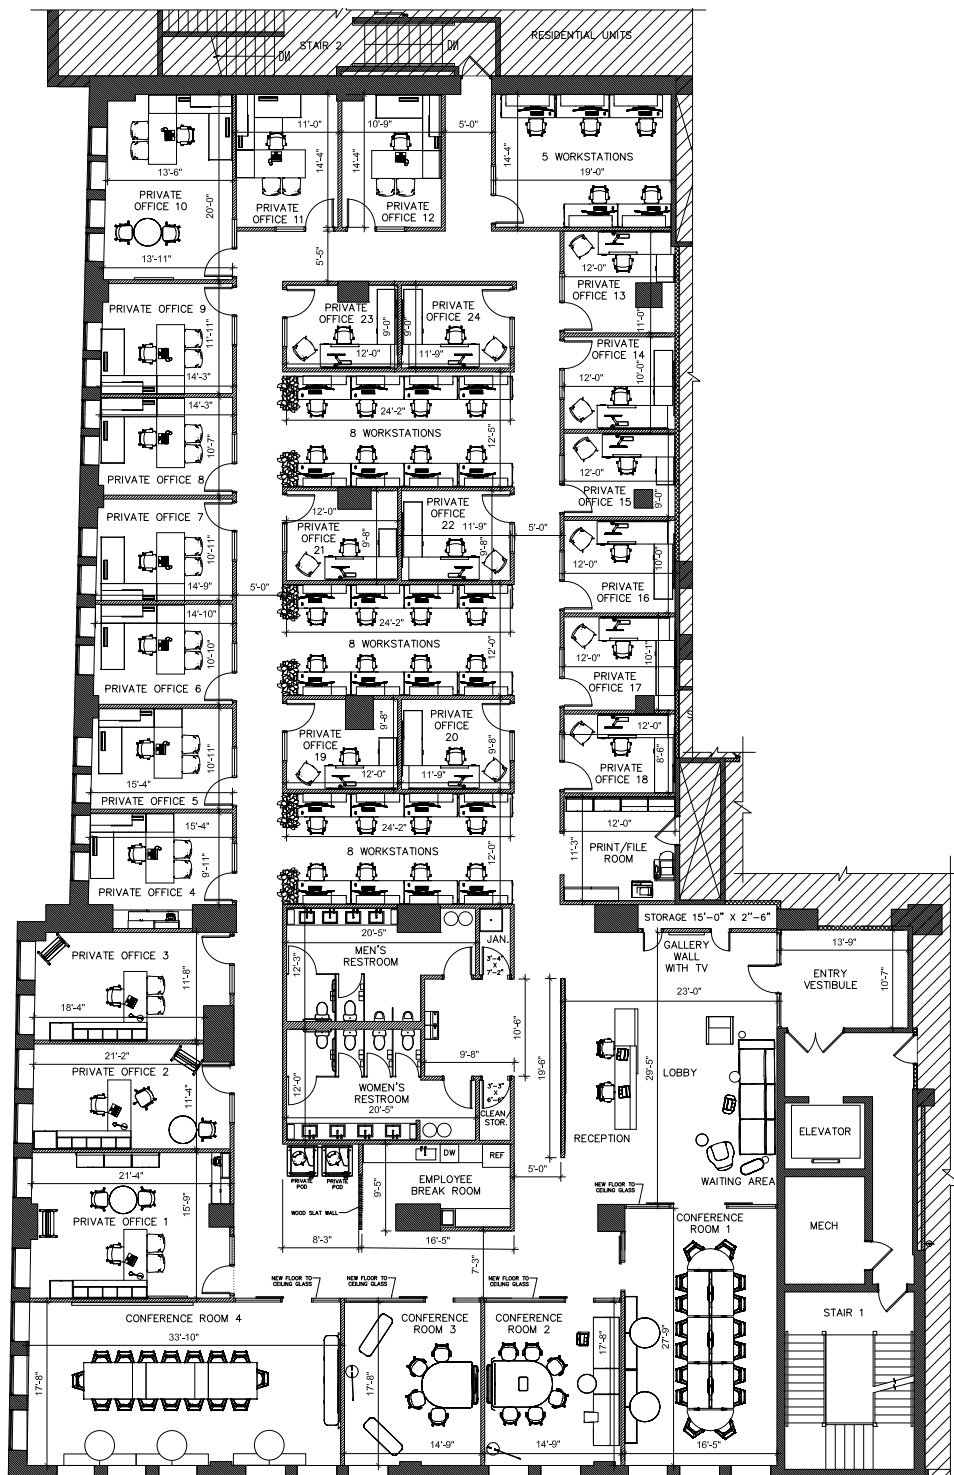 RESIDENTIAL UNITS
STAIR 2
DN
DN
13'-6"
PRIVATE
OFFICE 10
20'-0"
13'-11"
11'-0"
14'-4"
PRIVATE
OFFICE 11
10'-9"
14'-4"
PRIVATE
OFFICE 12
5'-0"
14'-4"
5 WORKSTATIONS
19'-0"
5'-5"
12'-0"
PRIVATE
OFFICE 13
11'-0"
PRIVATE OFFICE 9
11'-11"
14'-3"
PRIVATE
OFFICE 23
9'-0"
12'-0"
PRIVATE
OFFICE 24
9'-0"
11'-9"
PRIVATE
OFFICE 14
12'-0"
10'-0"
14'-3"
10'-7"
PRIVATE OFFICE 8
24'-2"
8 WORKSTATIONS
12'-5"
12'-0"
PRIVATE
OFFICE 15
9'-0"
PRIVATE OFFICE 7
10'-11"
14'-9"
12'-0"
PRIVATE
OFFICE
21
9'-8"
PRIVATE
OFFICE
22
11'-9"
9'-8"
5'-0"
5'-0"
12'-0"
10'-0"
PRIVATE
OFFICE 16
14'-10"
10'-10"
PRIVATE OFFICE 6
24'-2"
8 WORKSTATIONS
12'-0"
12'-0"
10'-1"
PRIVATE
OFFICE 17
10'-11"
15'-4"
PRIVATE OFFICE 5
PRIVATE
OFFICE
19
9'-8"
12'-0"
PRIVATE
OFFICE
20
11'-9"
9'-8"
12'-0"
8'-6"
PRIVATE
OFFICE 18
15'-4"
9'-11"
PRIVATE OFFICE 4
24'-2"
8 WORKSTATIONS
12'-0"
12'-0"
11'-3"
PRINT/FILE
ROOM
STORAGE 15'-0" X 2"-6"
PRIVATE OFFICE 3
11'-8"
18'-4"
20'-5"
MEN'S
RESTROOM
12'-3"
JAN.
3'-4"
X
7'-2"
GALLERY
WALL
WITH TV
23'-0"
13'-9"
ENTRY
VESTIBULE
10'-7"
21'-2"
PRIVATE OFFICE 2
11'-4"
9'-8"
10'-6"
19'-6"
12'-0"
WOMEN'S
RESTROOM
20'-5"
3'-3"
X
6'-6"
CLEAN/
STOR.
29'-5"
LOBBY
RECEPTION
ELEVATOR
WAITING AREA
21'-4"
PRIVATE OFFICE 1
15'-9"
PRIVATE
POD
PRIVATE
POD
WOOD SLAT WALL
DW
REF
EMPLOYEE
BREAK ROOM
9'-5"
8'-3"
16'-5"
5'-0"
7'-3"
NEW FLOOR TO
CEILING GLASS
MECH
CONFERENCE
ROOM 1
27'-9"
16'-5"
NEW FLOOR TO
CEILING GLASS
NEW FLOOR TO
CEILING GLASS
NEW FLOOR TO
CEILING GLASS
CONFERENCE ROOM 4
33'-10"
17'-8"
CONFERENCE
ROOM 3
17'-8"
14'-9"
CONFERENCE
ROOM 2
17'-8"
14'-9"
STAIR 1